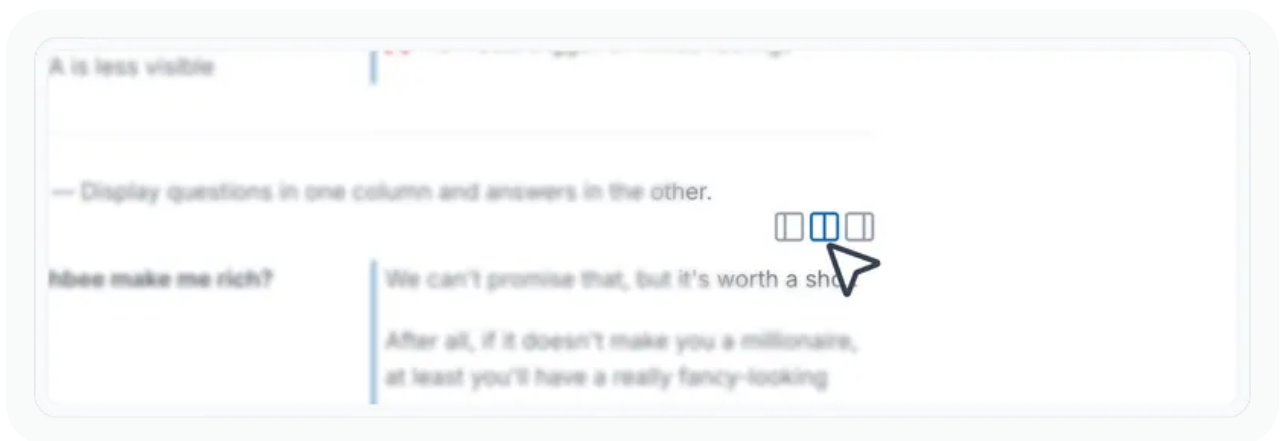 A is less visible
— Display questions in one column and answers in the other.
hbee make me rich?
We can't promise that, but it's worth a sho
After all, if it doesn't make you a millionaire,
at least you'll have a really fancy-looking